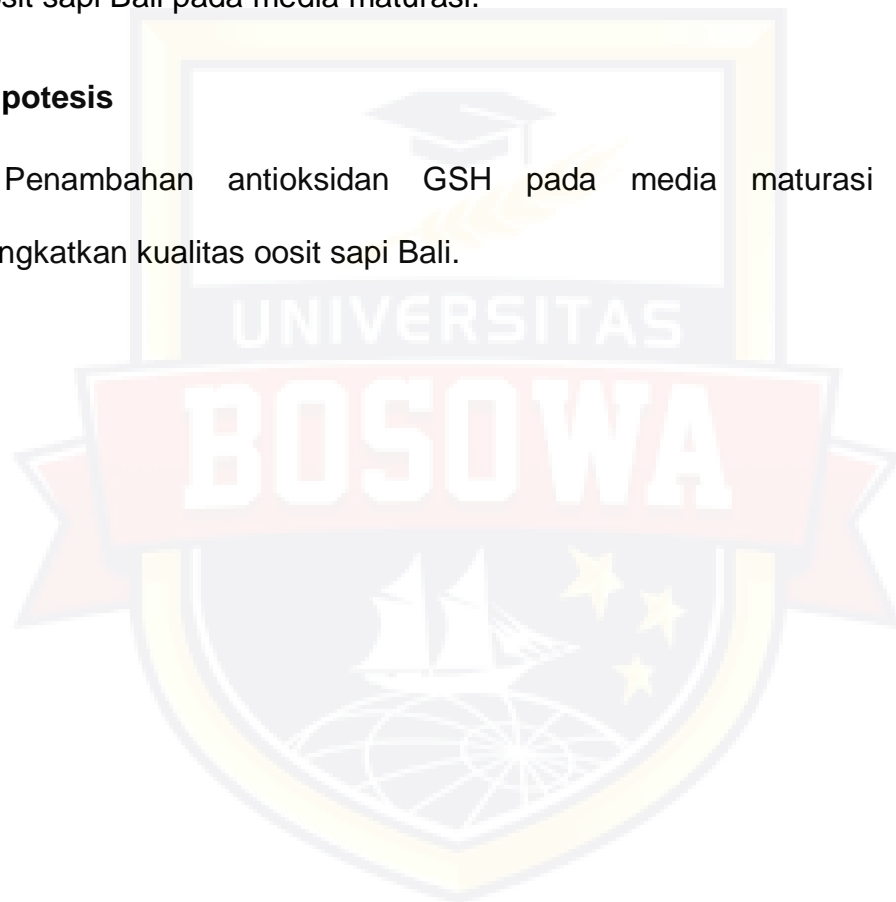 sit sapi Bali pada media maturasi.
potesis
Penambahan antioksidan GSH pada media maturasi
ngkatkan kualitas oosit sapi Bali.
UNIVERSITAS
BOSOWA